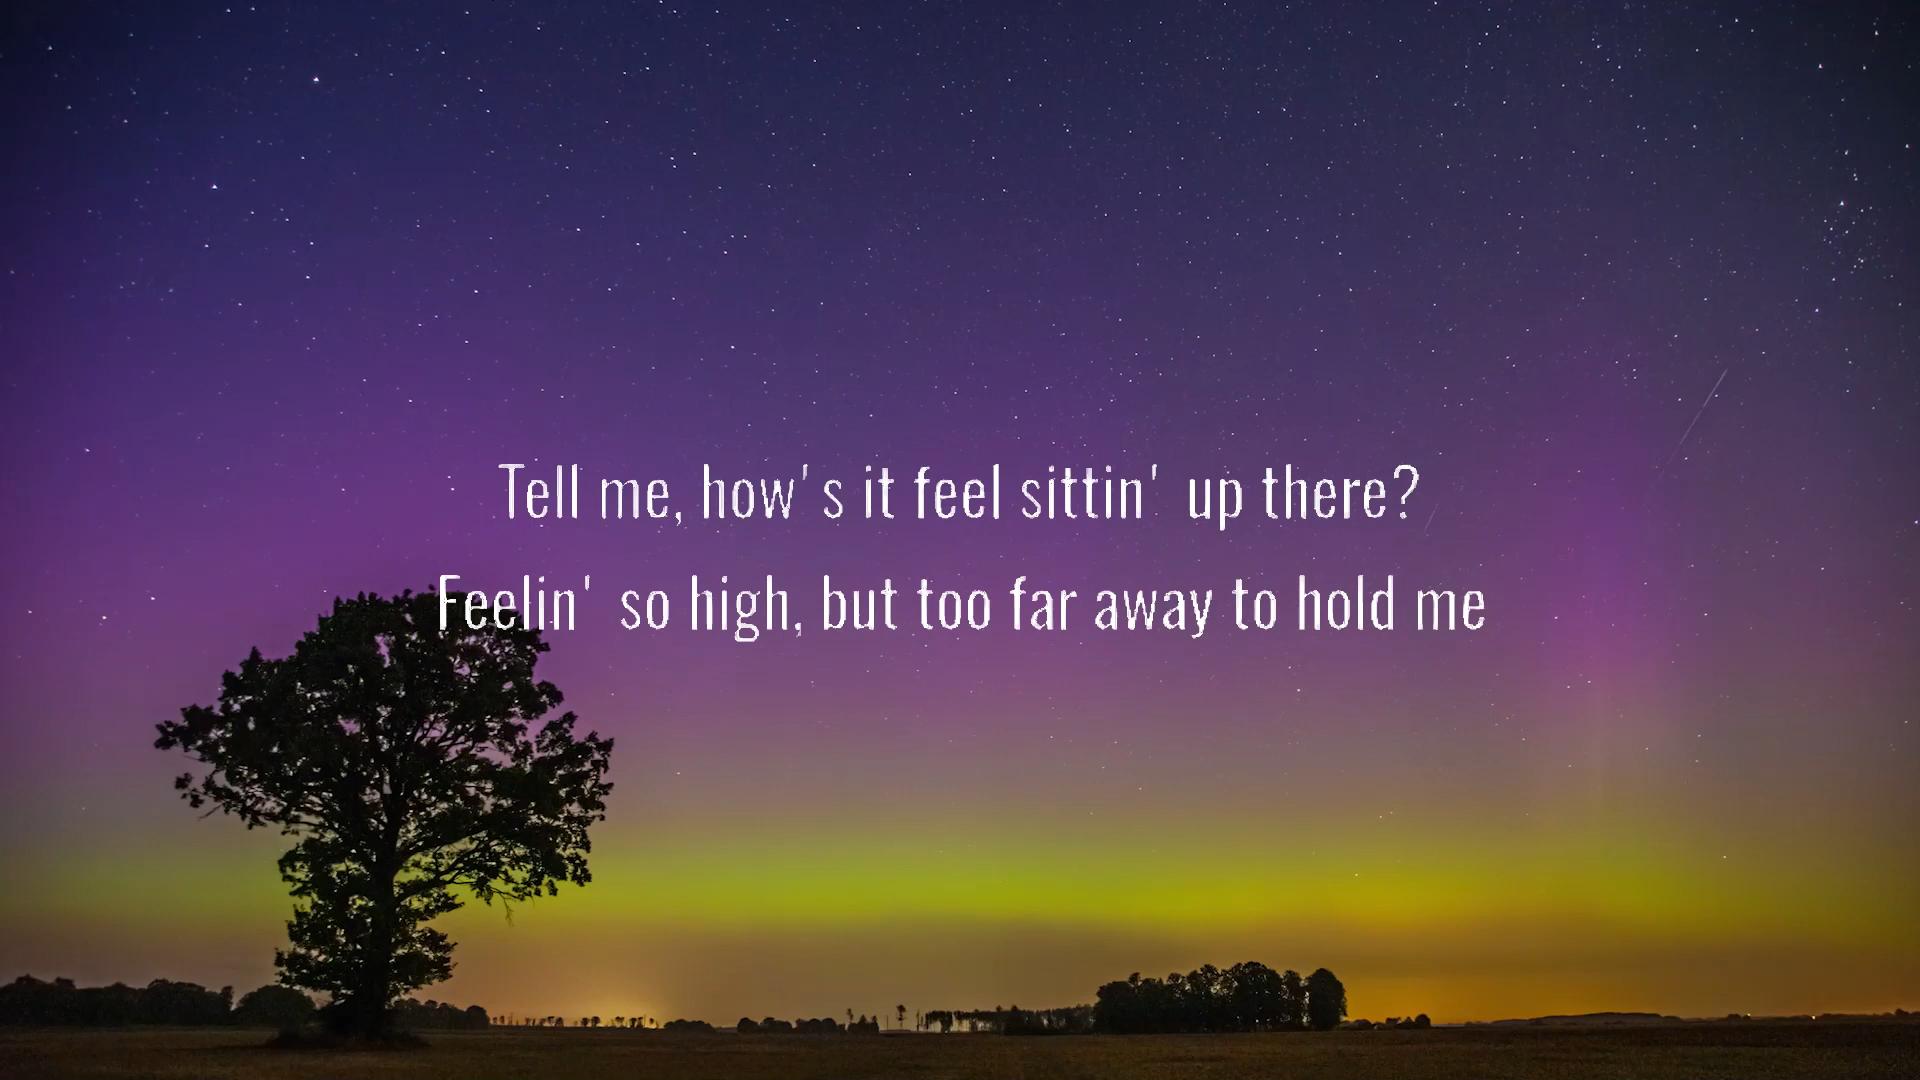 Tell me, how's it feel sittin' up there?
Feelin' so high, but too far away to hold me